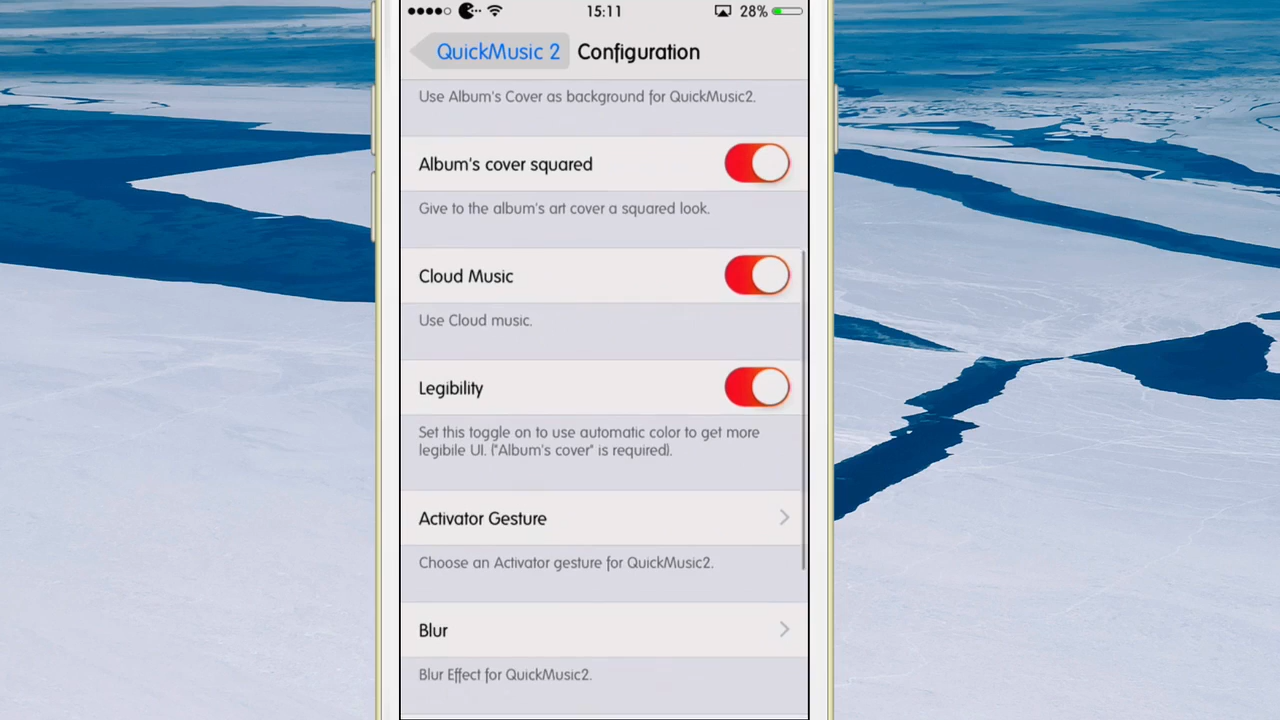 15:11 28%
QuickMusic 2 Configuration
Use Album's Cover as background for QuickMusic2.
Album's cover squared
Give to the album's art cover a squared look.
Cloud Music
Use Cloud music.
Legibility
Set this toggle on to use automatic color to get more
legibile UI. ("Album's cover" is required).
Activator Gesture
Choose an Activator gesture for QuickMusic2.
Blur
Blur Effect for QuickMusic2.